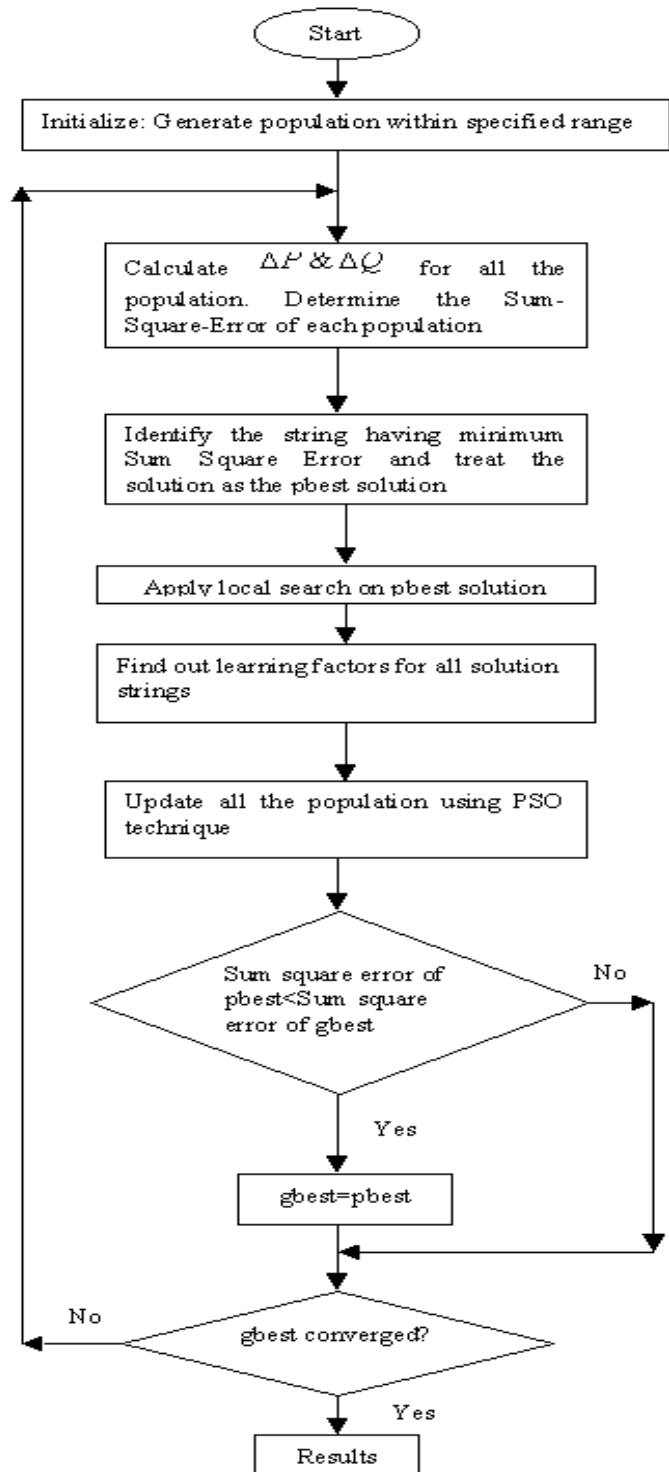 Start
Initialize: Generate population within specified range
Calculate ΔP & ΔQ for all the
population. Determine the Sum-
Square-Error of each population
Identify the string having minimum
Sum Square Error and treat the
solution as the pbest solution
Apply local search on pbest solution
Find out learning factors for all solution
strings
Update all the population using PSO
technique
Sum square error of
pbest<Sum square
error of gbest
No
Yes
gbest=pbest
No
gbest converged?
Yes
Results